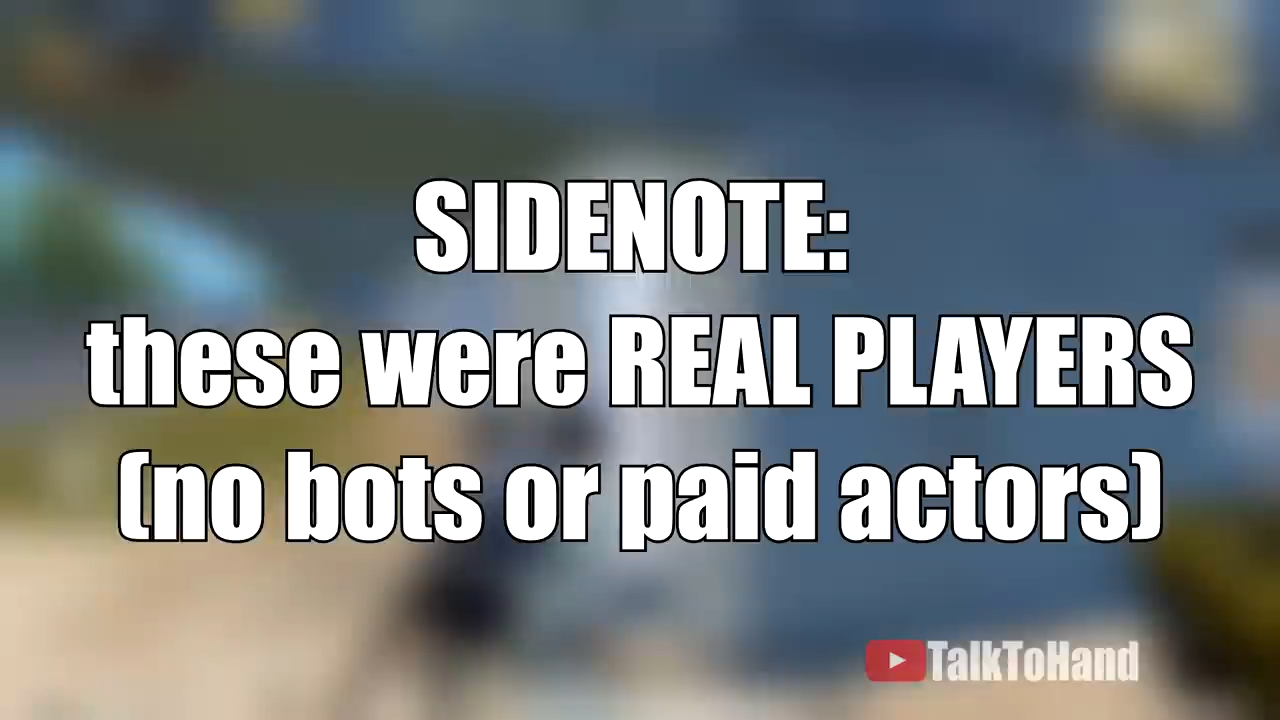 SIDENOTE:
these were REAL PLAYERS
(no bots or paid actors)
TalkToHand